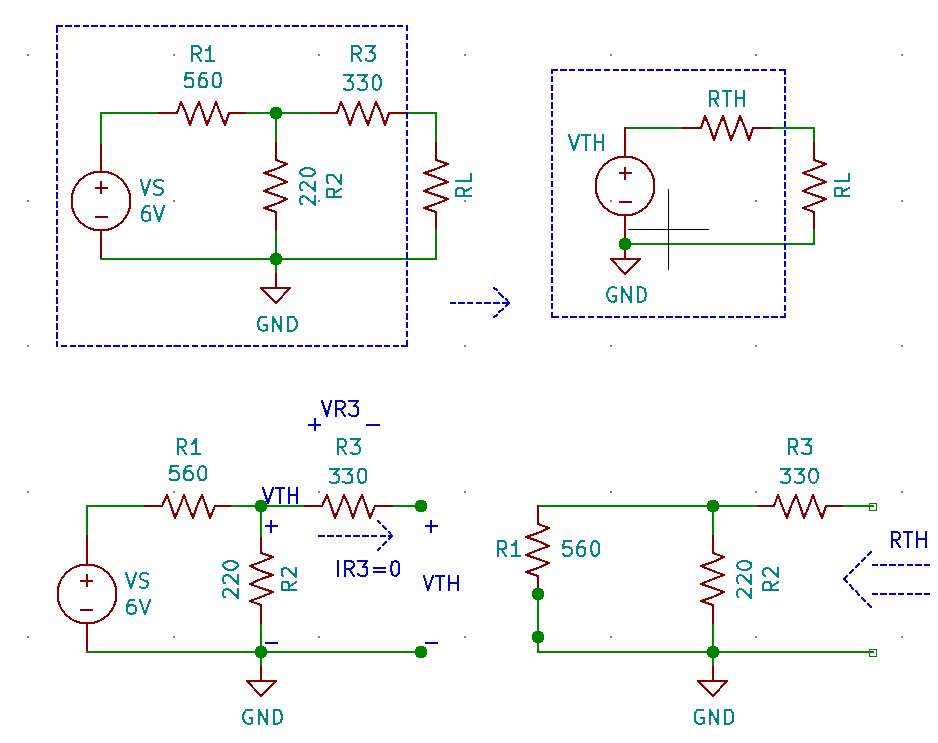 R1
560
R3
330
VS
6V
220
R2
RL
GND
RTH
VTH
RL
GND
+VR3−
R1
560
R3
330
VTH
+
+
IR3=0
VS
6V
220
R2
VTH
−
−
GND
R3
330
R1
560
220
R2
RTH
GND